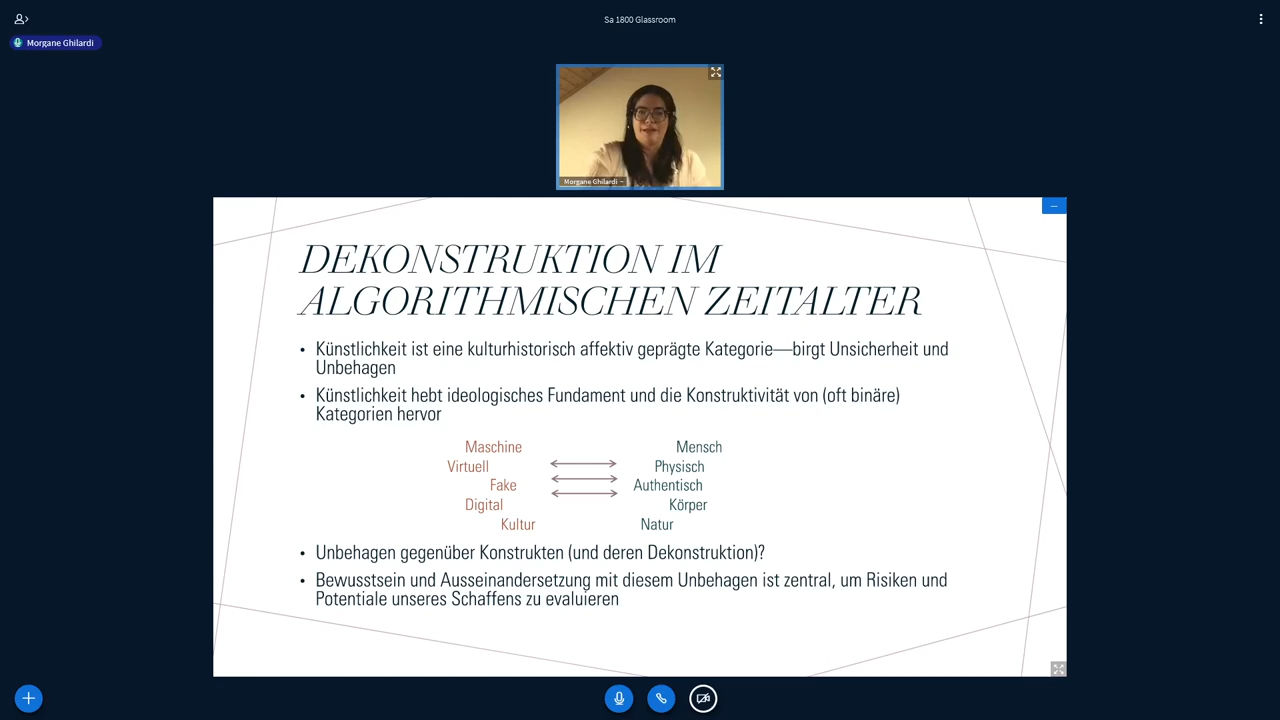 Sa 1800 Glassroom
Morgane Ghilardi
Morgane Ghilardi
DEKONSTRUKTION IM
ALGORITHMISCHEN ZEITALTER
• Künstlichkeit ist eine kulturhistorisch affektiv geprägte Kategorie—birgt Unsicherheit und
Unbehagen
• Künstlichkeit hebt ideologisches Fundament und die Konstruktivität von (oft binäre)
Kategorien hervor
Maschine Mensch
Virtuell Physisch
Fake Authentisch
Digital Körper
Kultur Natur
• Unbehagen gegenüber Konstrukten (und deren Dekonstruktion)?
• Bewusstsein und Ausseinandersetzung mit diesem Unbehagen ist zentral, um Risiken und
Potentiale unseres Schaffens zu evaluieren